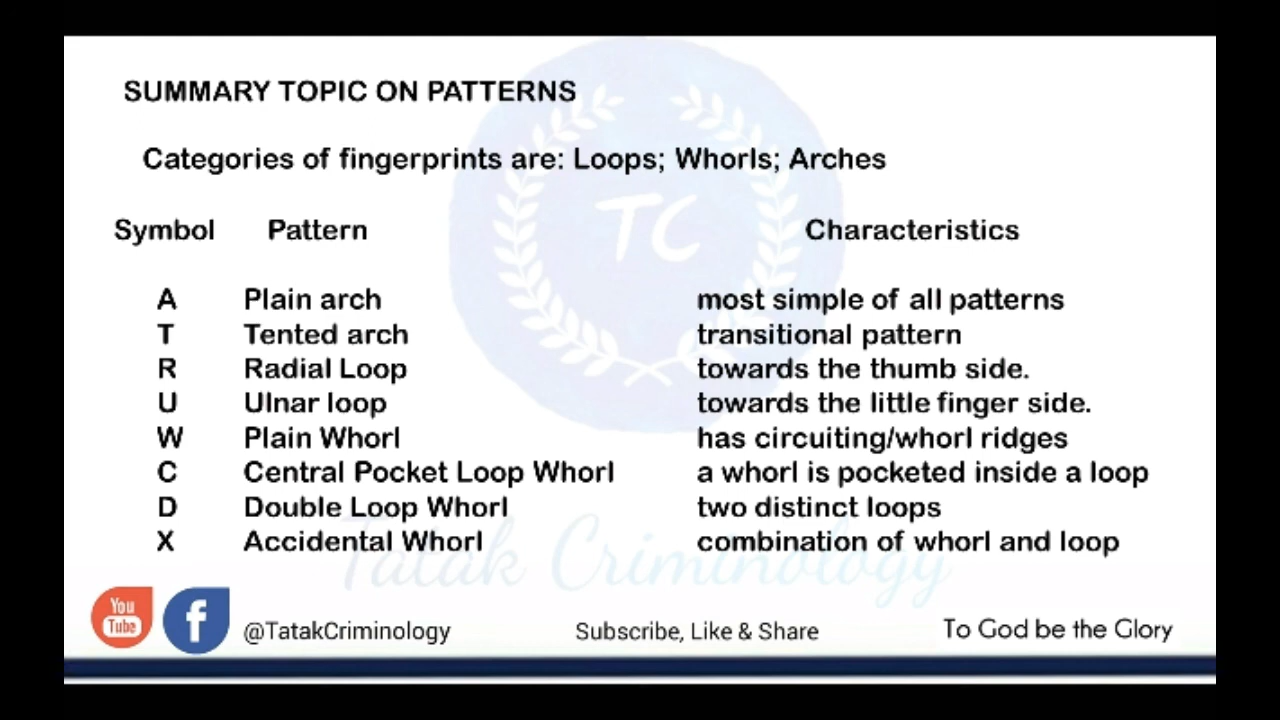 SUMMARY TOPIC ON PATTERNS
Categories of fingerprints are: Loops; Whorls; Arches
Symbol Pattern Characteristics
A Plain arch most simple of all patterns
T Tented arch transitional pattern
R Radial Loop towards the thumb side.
U Ulnar loop towards the little finger side.
W Plain Whorl has circuiting/whorl ridges
C Central Pocket Loop Whorl a whorl is pocketed inside a loop
D Double Loop Whorl two distinct loops
X Accidental Whorl combination of whorl and loop
TC
Tatak Criminology
You
Tube
f
@TatakCriminology Subscribe, Like & Share To God be the Glory